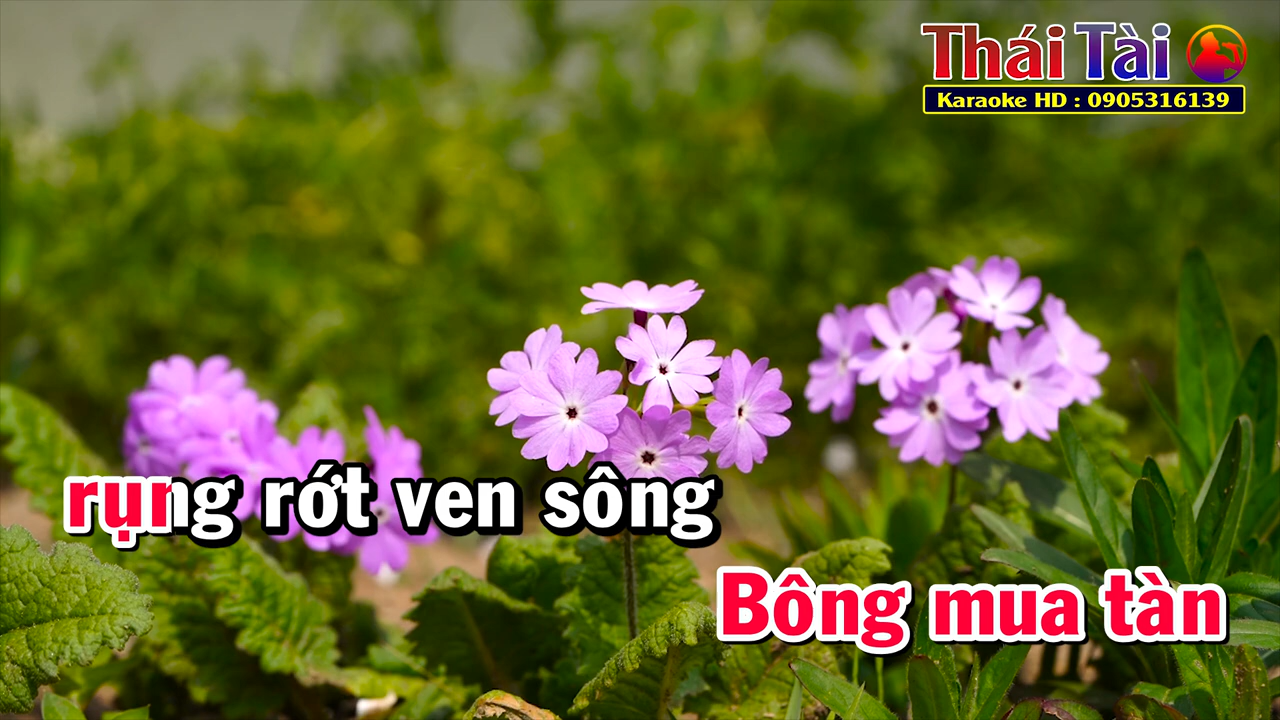 Thái Tài
Karaoke HD : 0905316139
rụng rớt ven sông
Bông mua tàn